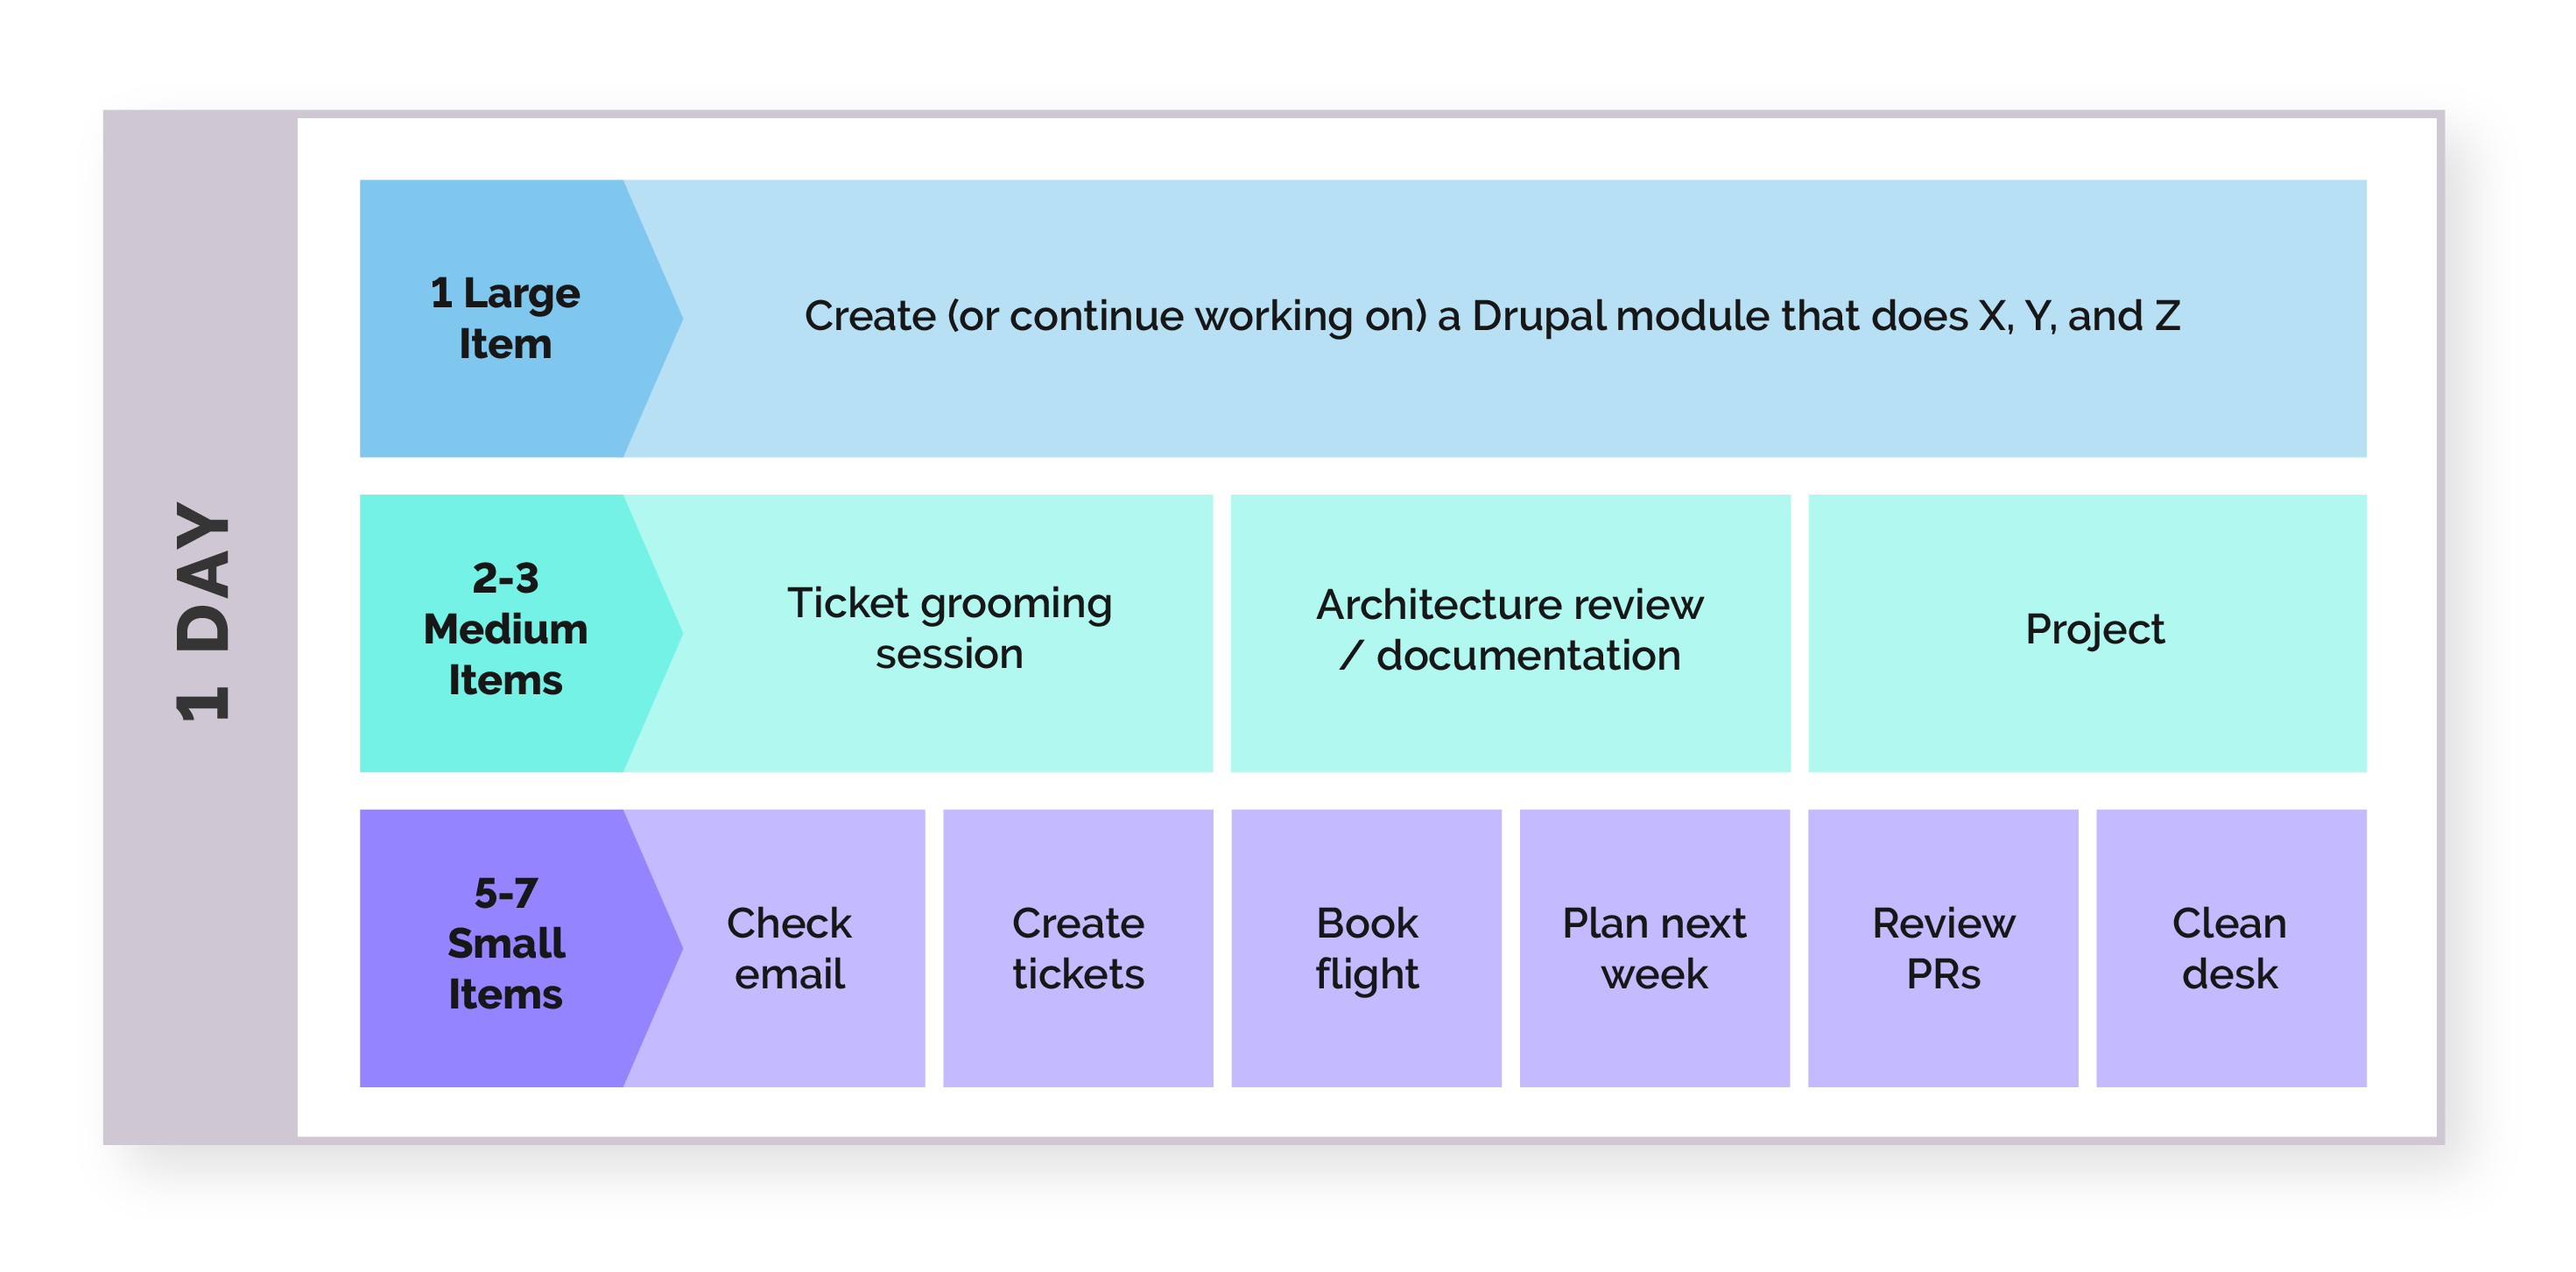 1 DAY
1 Large
Item
Create (or continue working on) a Drupal module that does X, Y, and Z
2-3
Medium
Items
Ticket grooming
session
Architecture review
/ documentation
Project
5-7
Small
Items
Check
email
Create
tickets
Book
flight
Plan next
week
Review
PRs
Clean
desk